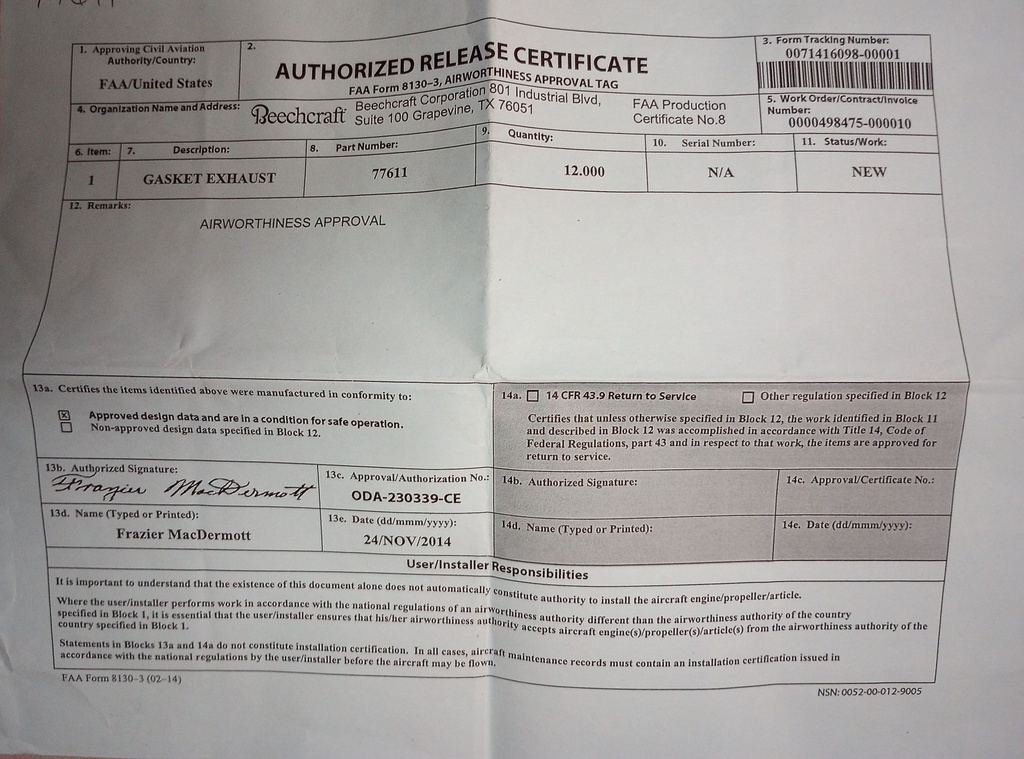 1. Approving Civil Aviation
Authority/Country:
FAA/United States
2.
AUTHORIZED RELEASE CERTIFICATE
FAA Form 8130-3, AIRWORTHINESS APPROVAL TAG
3. Form Tracking Number:
0071416098-00001
4. Organization Name and Address:
Beechcraft
Beechcraft Corporation 801 Industrial Blvd,
Suite 100 Grapevine, TX 76051
FAA Production
Certificate No.8
5. Work Order/Contract/Invoice
Number:
0000498475-000010
6. Item: 7. Description: 8. Part Number: 9. Quantity: 10. Serial Number: 11. Status/Work:
1 GASKET EXHAUST 77611 12.000 N/A NEW
12. Remarks:
AIRWORTHINESS APPROVAL
13a. Certifies the items identified above were manufactured in conformity to:
Approved design data and are in a condition for safe operation.
Non-approved design data specified in Block 12.
14a. 14 CFR 43.9 Return to Service Other regulation specified in Block 12
Certifies that unless otherwise specified in Block 12, the work identified in Block 11
and described in Block 12 was accomplished in accordance with Title 14, Code of
Federal Regulations, part 43 and in respect to that work, the items are approved for
return to service.
13b. Authorized Signature:
Frazier MacDermott
13c. Approval/Authorization No.:
ODA-230339-CE
14b. Authorized Signature:
14c. Approval/Certificate No.:
13d. Name (Typed or Printed):
Frazier MacDermott
13e. Date (dd/mmm/yyyy):
24/NOV/2014
14d. Name (Typed or Printed):
14e. Date (dd/mmm/yyyy):
User/Installer Responsibilities
It is important to understand that the existence of this document alone does not automatically constitute authority to install the aircraft engine/propeller/article.
Where the user/installer performs work in accordance with the national regulations of an airworthiness authority different than the airworthiness authority of the country
specified in Block 1, it is essential that the user/installer ensures that his/her airworthiness authority accepts aircraft engine(s)/propeller(s)/article(s) from the airworthiness authority of the
country specified in Block 1.
Statements in Blocks 13a and 14a do not constitute installation certification. In all cases, aircraft maintenance records must contain an installation certification issued in
accordance with the national regulations by the user/installer before the aircraft may be flown.
FAA Form 8130-3 (02-14)
NSN: 0052-00-012-9005